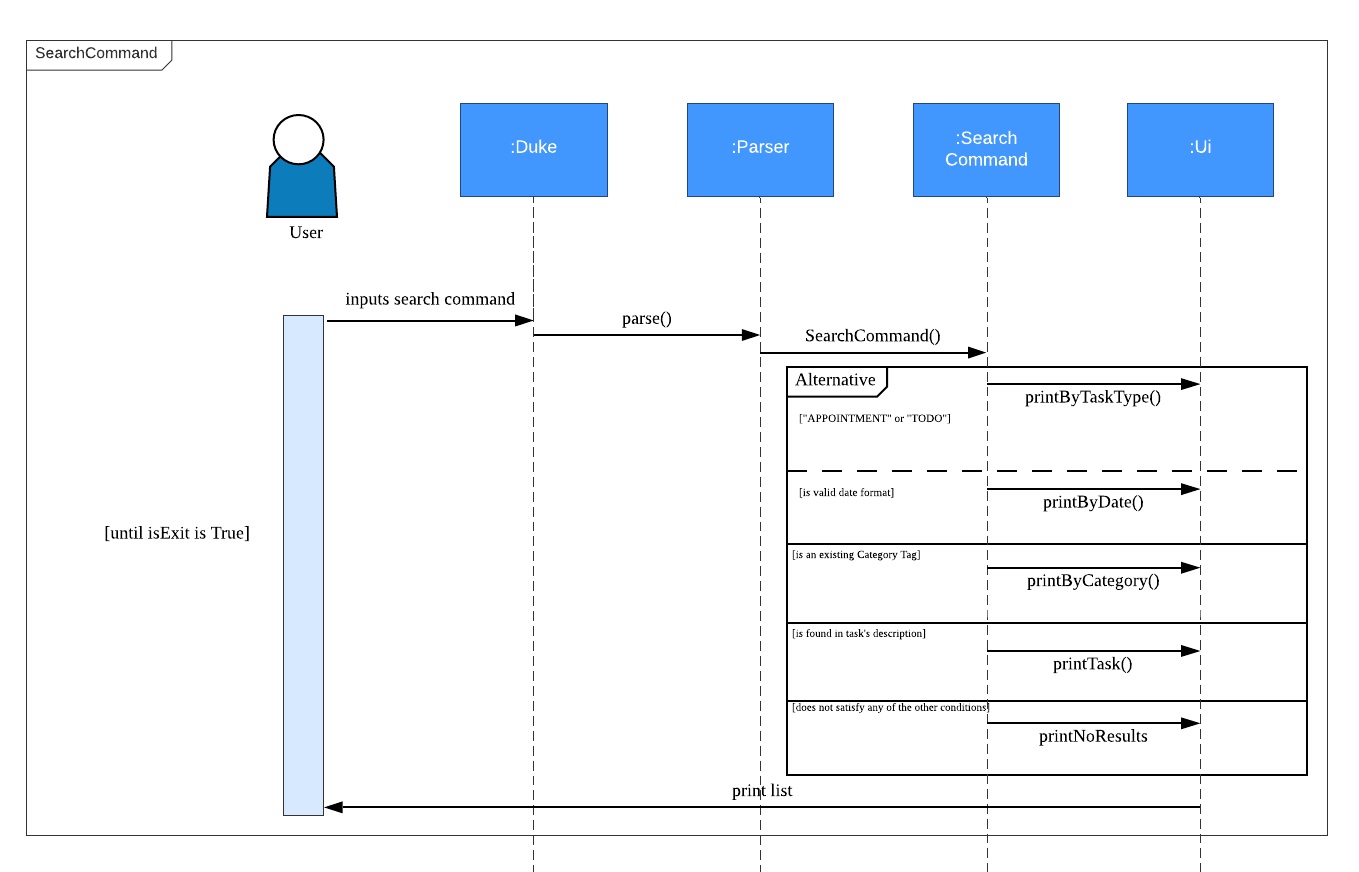 SearchCommand
:Duke
:Parser
:Search
Command
:Ui
User
inputs search command
parse()
SearchCommand()
Alternative
printByTaskType()
["APPOINTMENT" or "TODO"]
[is valid date format]
printByDate()
[until isExit is True]
[is an existing Category Tag]
printByCategory()
[is found in task's description]
printTask()
[does not satisfy any of the other conditions]
printNoResults
print list